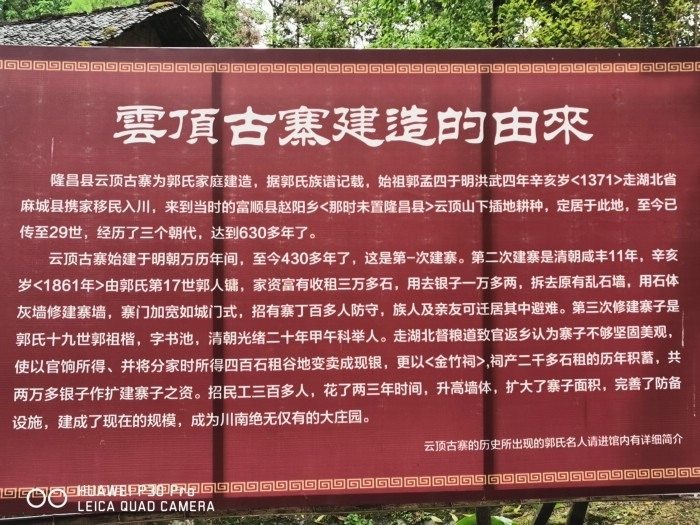 雲頂古寨建造的由來
隆昌县云顶古寨为郭氏家庭建造，据郭氏族谱记载，始祖郭孟四于明洪武四年辛亥岁<1371>走湖北省
麻城县携家移民入川，来到当时的富顺县赵阳乡<那时未置隆昌县>云顶山下插地耕种，定居于此地，至今已
传至29世，经历了三个朝代，达到630多年了。
云顶古寨始建于明朝万历年间，至今430多年了，这是第一次建寨。第二次建寨是清朝咸丰11年，辛亥
岁<1861年>由郭氏第17世郭人镛，家资富有收租三万多石，用去银子一万多两，拆去原有乱石墙，用石体
灰墙修建寨墙，寨门加宽如城门式，招有寨丁百多人防守，族人及亲友可迁居其中避难。第三次修建寨子是
郭氏十九世郭祖楷，字书池，清朝光绪二十年甲午科举人。走湖北督粮道致官返乡认为寨子不够坚固美观，
使以官饷所得、并将分家时所得四百石租谷地变卖成现银，更以<金竹祠>,祠产二千多石租的历年积蓄，共
两万多银子作扩建寨子之资。招民工三百多人，花了两三年时间，升高墙体，扩大了寨子面积，完善了防备
设施，建成了现在的规模，成为川南绝无仅有的大庄园。
云顶古寨的历史所出现的郭氏名人请进馆内有详细简介
HUAWEI P30 Pro
LEICA QUAD CAMERA